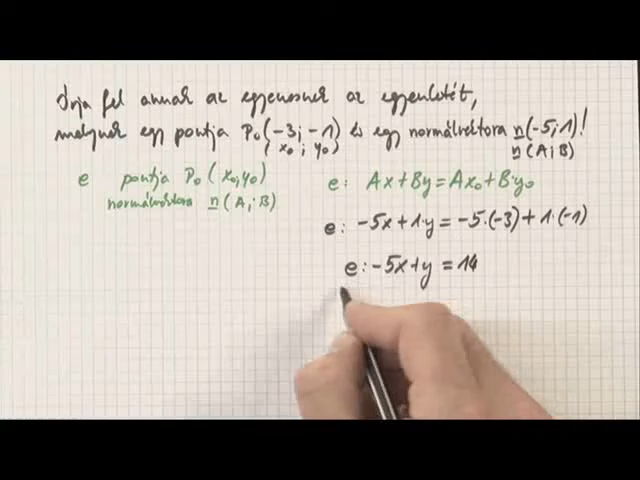 Írja fel annak az egyenesnek az egyenletét,
melynek egy pontja P₀(-3; -1) és egy normálvektora n(-5; 1)!
(x₀; y₀) n(A; B)
e pontja P₀(x₀; y₀) e: Ax+By=Ax₀+B·y₀
normálvektora n(A; B)
e: -5x+1·y=-5·(-3)+1·(-1)
e: -5x+y=14